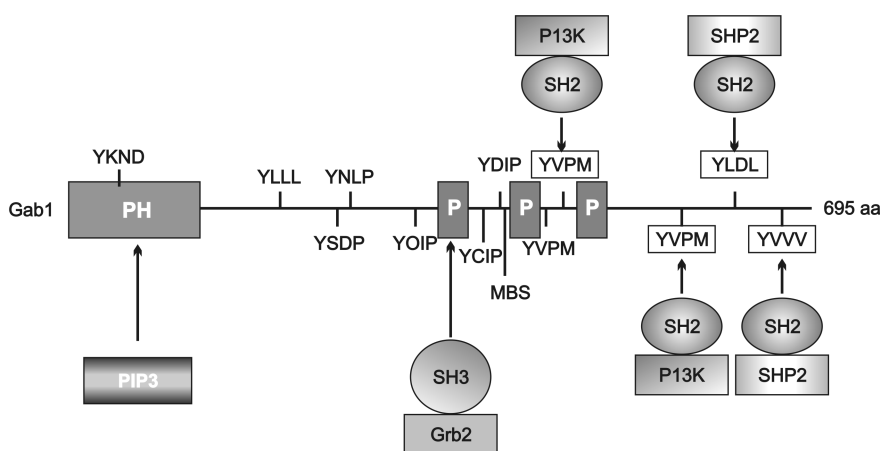 P13K
SHP2
SH2
SH2
YKND
YLLL
YNLP
YDIP
YVPM
YLDL
Gab1
PH
P
P
P
695 aa
YSDP
YOIP
YCIP
YVPM
YVPM
YVVV
MBS
SH2
SH2
PIP3
SH3
P13K
SHP2
Grb2